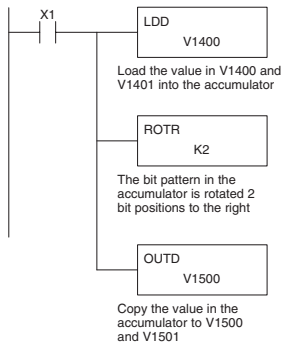 X1
LDD
V1400
Load the value in V1400 and
V1401 into the accumulator
ROTR
K2
The bit pattern in the
accumulator is rotated 2
bit positions to the right
OUTD
V1500
Copy the value in the
accumulator to V1500
and V1501